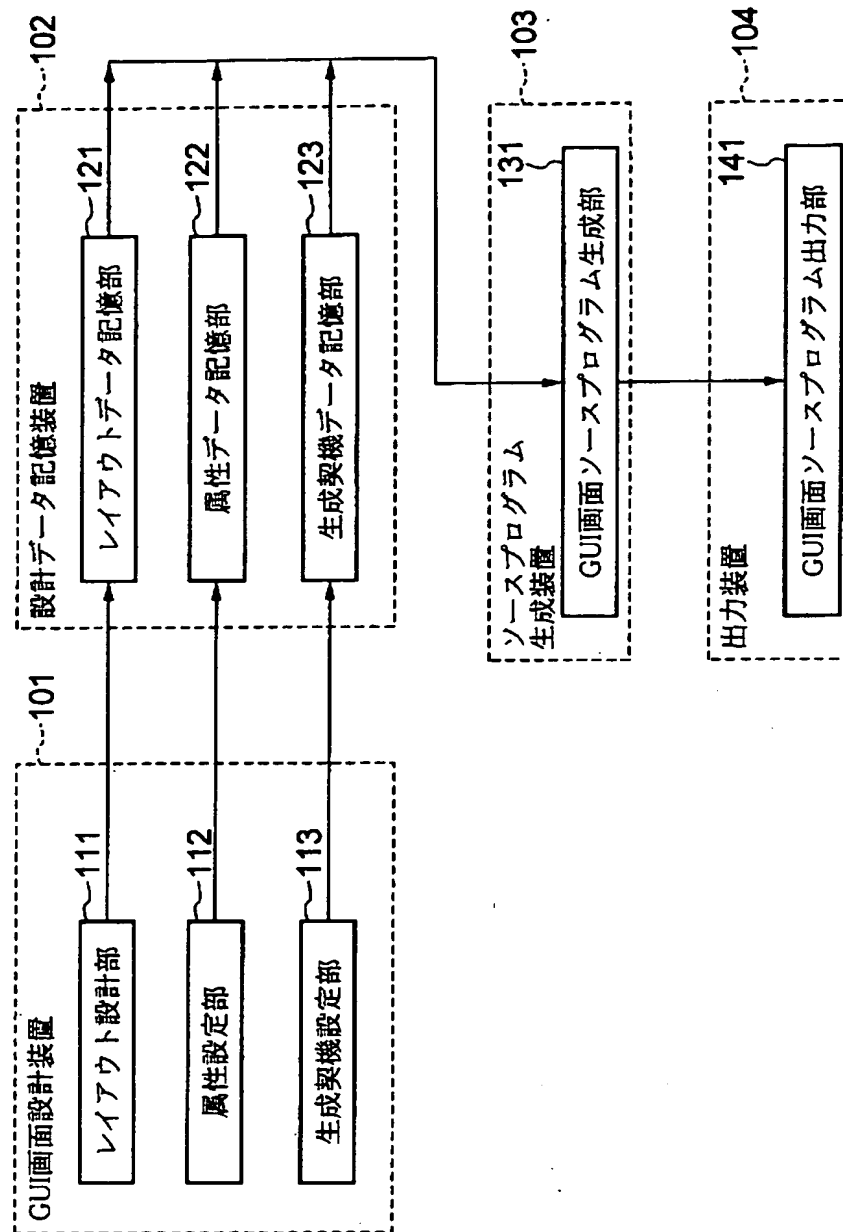 GUI画面設計装置
101
レイアウト設計部
111
属性設定部
112
生成契機設定部
113
設計データ記憶装置
102
レイアウトデータ記憶部
121
属性データ記憶部
122
生成契機データ記憶部
123
ソースプログラム
生成装置
103
GUI画面ソースプログラム生成部
131
出力装置
104
GUI画面ソースプログラム出力部
141